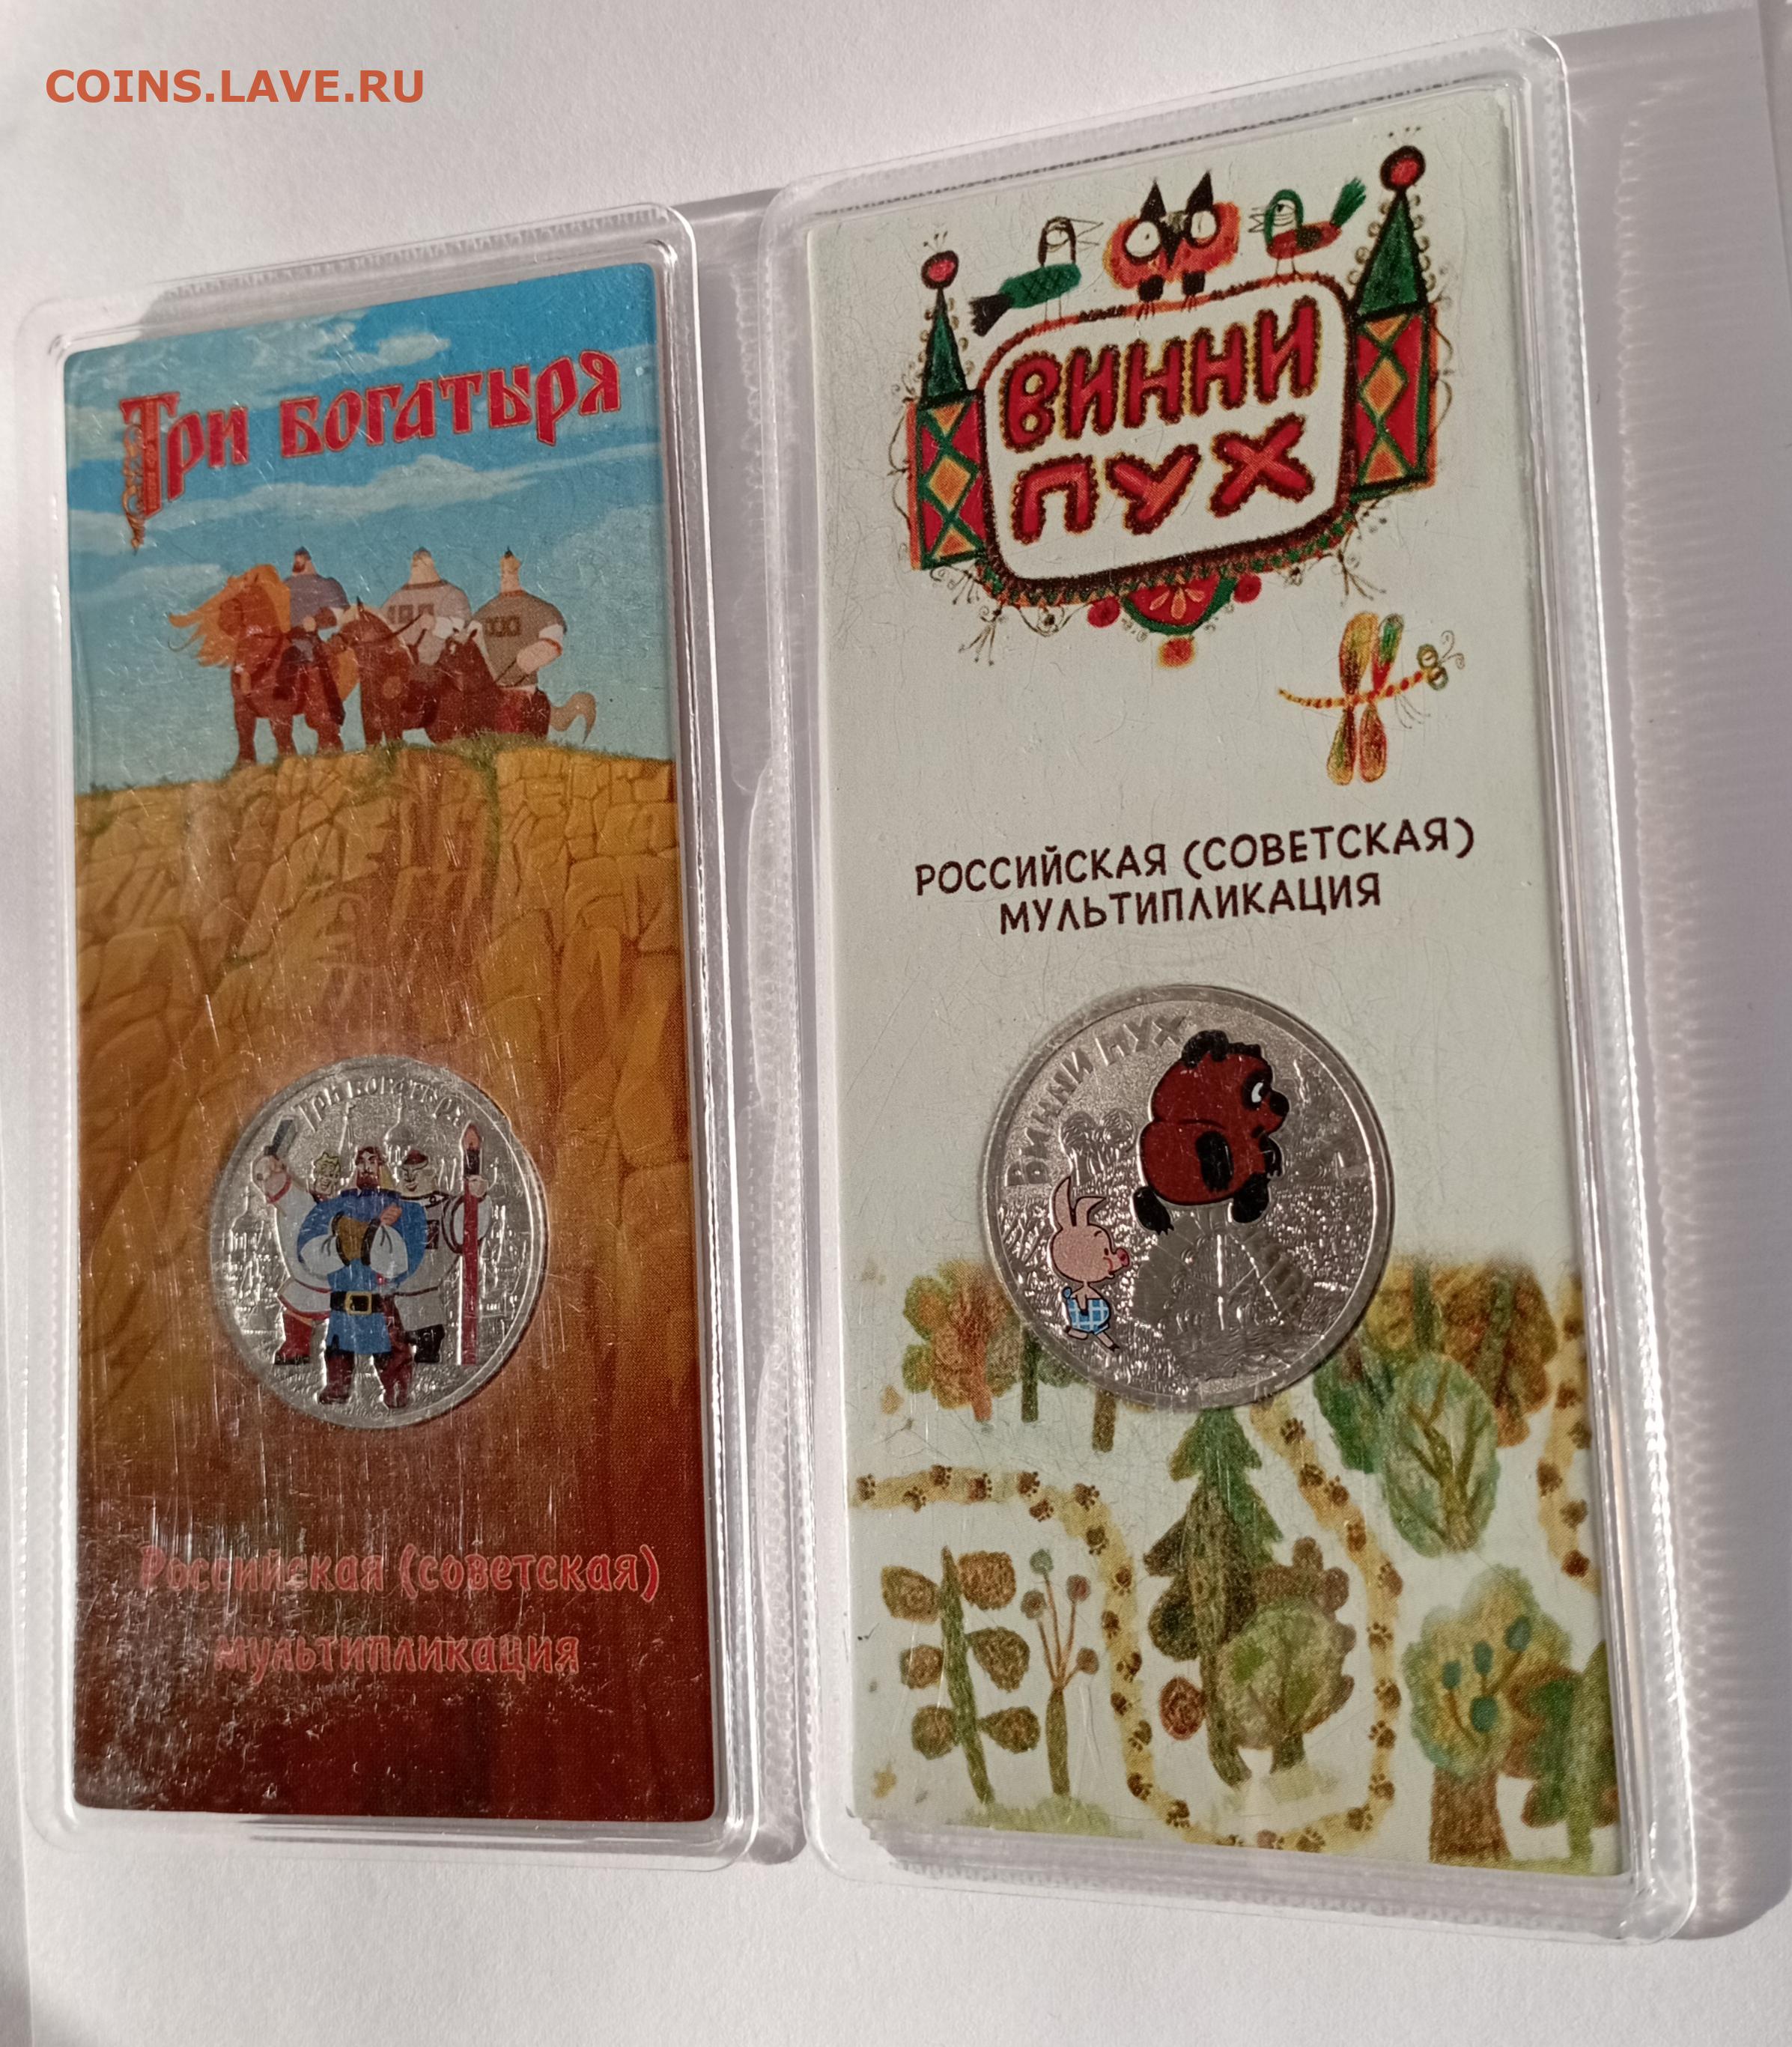 COINS.LAVE.RU
Три богатыря
Три богатыря
Российская (советская)
мультипликация
ВИННИ
ПУХ
РОССИЙСКАЯ (СОВЕТСКАЯ)
МУЛЬТИПЛИКАЦИЯ
ВИННИ ПУХ